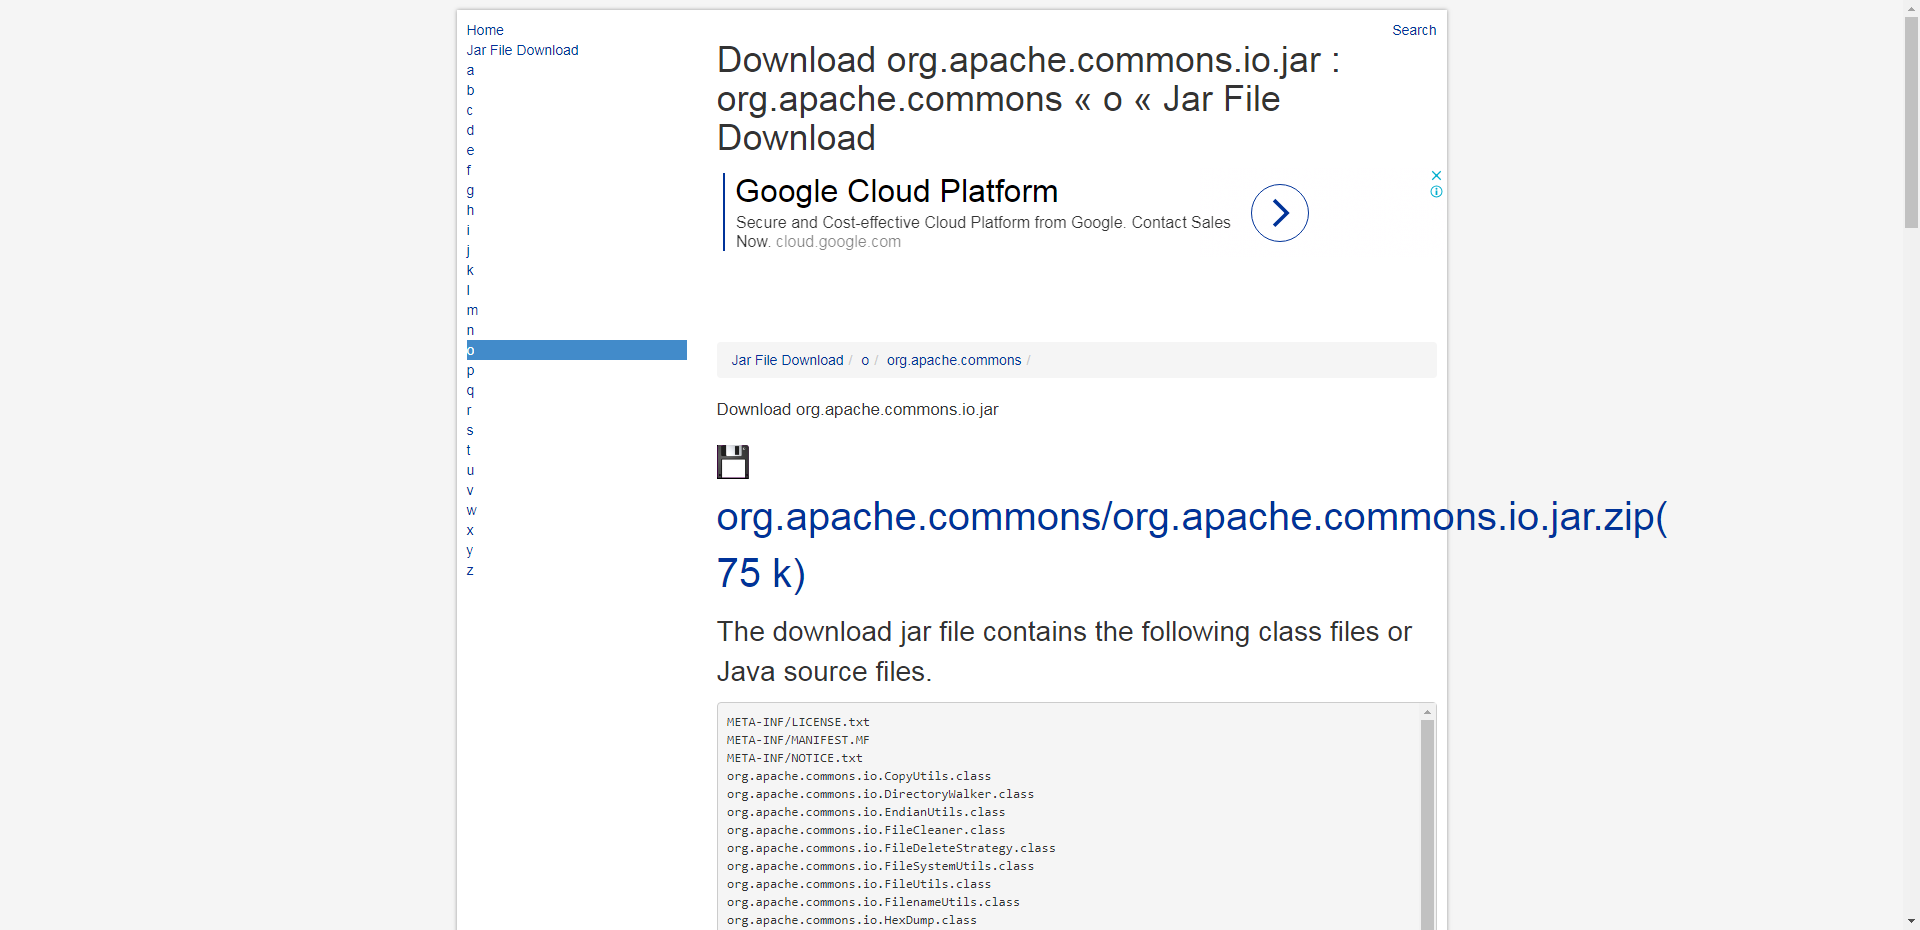 Home
Search
Jar File Download
a
b
c
d
e
f
g
h
i
j
k
l
m
n
o
p
q
r
s
t
u
v
w
x
y
z
Download org.apache.commons.io.jar :
org.apache.commons « o « Jar File
Download
Google Cloud Platform
Secure and Cost-effective Cloud Platform from Google. Contact Sales
Now. cloud.google.com
Jar File Download / o / org.apache.commons /
Download org.apache.commons.io.jar
org.apache.commons/org.apache.commons.io.jar.zip(
75 k)
The download jar file contains the following class files or
Java source files.
META-INF/LICENSE.txt
META-INF/MANIFEST.MF
META-INF/NOTICE.txt
org.apache.commons.io.CopyUtils.class
org.apache.commons.io.DirectoryWalker.class
org.apache.commons.io.EndianUtils.class
org.apache.commons.io.FileCleaner.class
org.apache.commons.io.FileDeleteStrategy.class
org.apache.commons.io.FileSystemUtils.class
org.apache.commons.io.FileUtils.class
org.apache.commons.io.FilenameUtils.class
org.apache.commons.io.HexDump.class